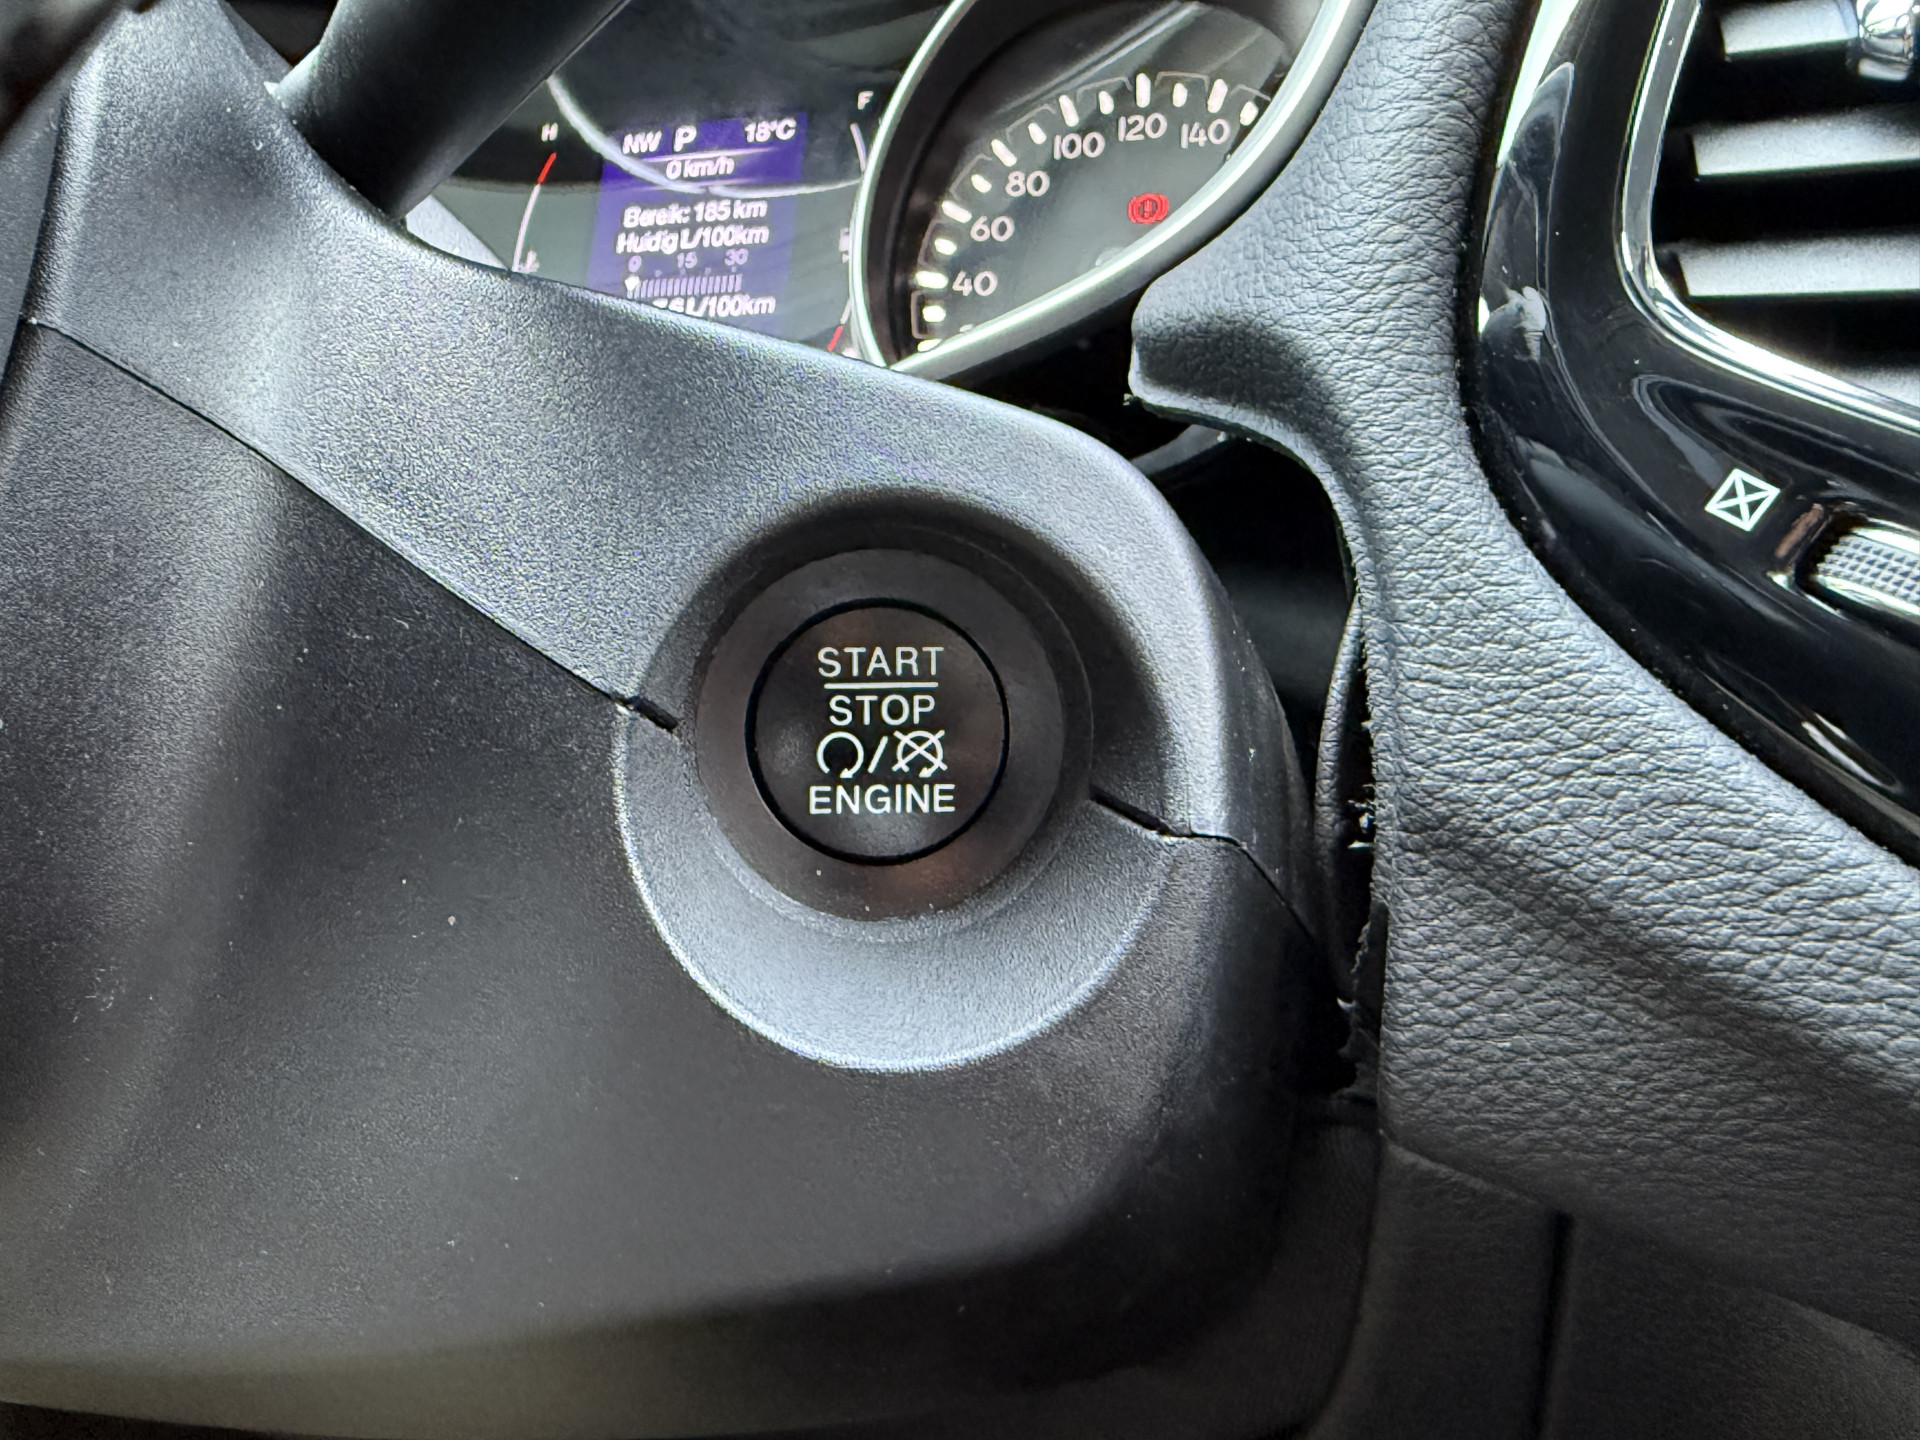 H
F
NW P 18°C
0 km/h
Bereik: 185 km
Huidig L/100km
0 15 30
L/100km
40
60
80
100
120
140
START
STOP
ENGINE